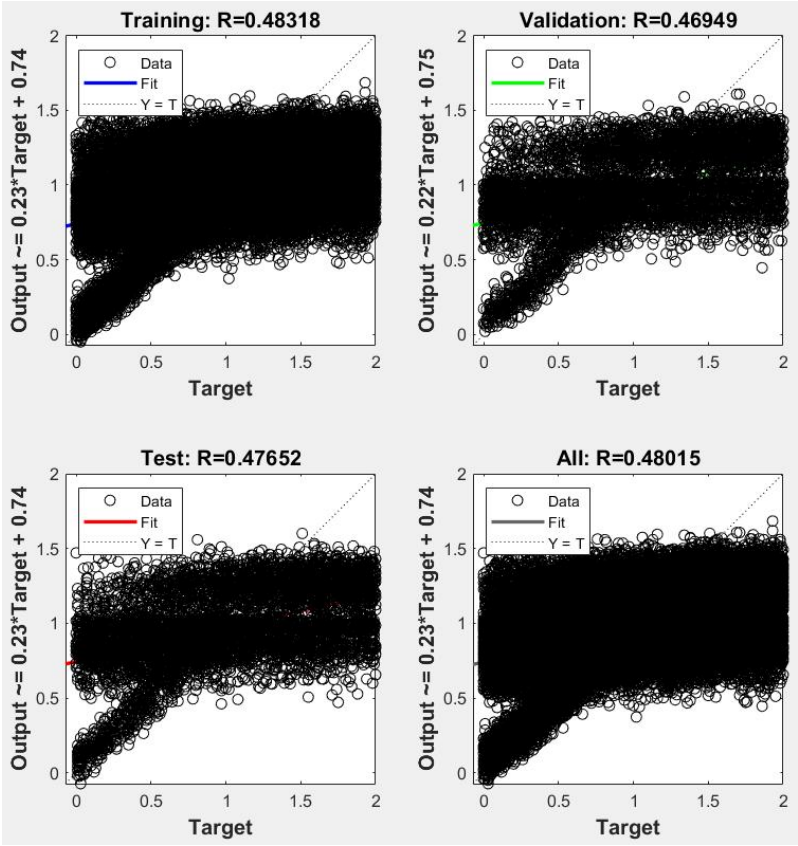 Training: R=0.48318
Output ~= 0.23*Target + 0.74
2
1.5
1
0.5
0
Data
Fit
Y = T
0
0.5
1
1.5
2
Target
Validation: R=0.46949
Output ~= 0.22*Target + 0.75
2
1.5
1
0.5
0
Data
Fit
Y = T
0
0.5
1
1.5
2
Target
Test: R=0.47652
Output ~= 0.23*Target + 0.74
2
1.5
1
0.5
0
Data
Fit
Y = T
0
0.5
1
1.5
2
Target
All: R=0.48015
Output ~= 0.23*Target + 0.74
2
1.5
1
0.5
0
Data
Fit
Y = T
0
0.5
1
1.5
2
Target